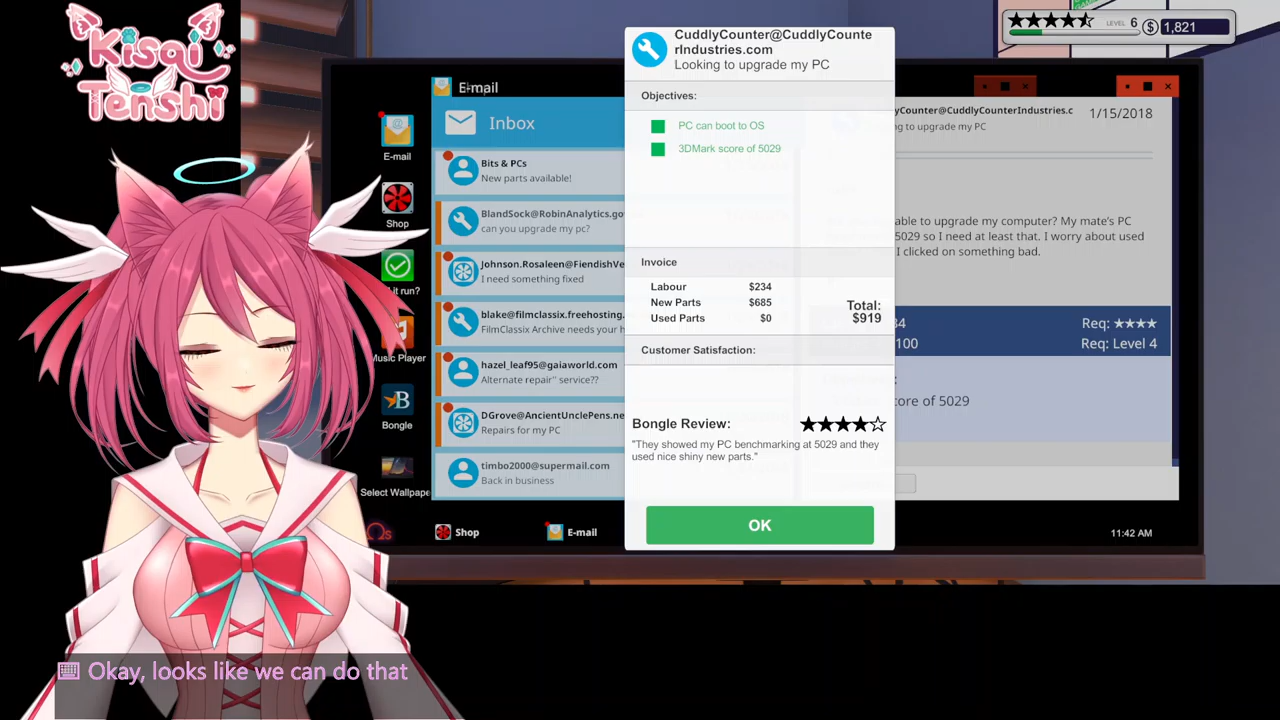 Kisai
Tenshi
E-mail
Shop
Music Player
Bongle
Select Wallpape
E-mail
Inbox
Bits & PCs
New parts available!
BlandSock@RobinAnalytics.go
can you upgrade my pc?
Johnson.Rosaleen@FiendishVe
I need something fixed
blake@filmclassix.freehosting.
FilmClassix Archive needs your h
hazel_leaf95@gaiaworld.com
Alternate repair" service??
DGrove@AncientUnclePens.ne
Repairs for my PC
timbo2000@supermail.com
Back in business
Shop
E-mail
CuddlyCounter@CuddlyCounte
rIndustries.com
Looking to upgrade my PC
Objectives:
PC can boot to OS
3DMark score of 5029
Invoice
Labour $234
New Parts $685
Used Parts $0
Total:
$919
Customer Satisfaction:
Bongle Review: ★★★★☆
"They showed my PC benchmarking at 5029 and they
used nice shiny new parts."
OK
LEVEL 6 $ 1,821
yCounter@CuddlyCounterIndustries.c 1/15/2018
ng to upgrade my PC
able to upgrade my computer? My mate's PC
5029 so I need at least that. I worry about used
I clicked on something bad.
34 Req: ★★★★
100 Req: Level 4
core of 5029
11:42 AM
Okay, looks like we can do that